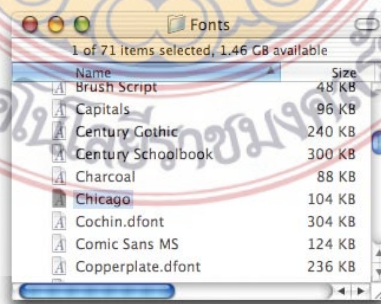 Fonts
1 of 71 items selected, 1.46 GB available
Name Size
Brush Script 48 KB
Capitals 96 KB
Century Gothic 240 KB
Century Schoolbook 300 KB
Charcoal 88 KB
Chicago 104 KB
Cochin.dfont 304 KB
Comic Sans MS 124 KB
Copperplate.dfont 236 KB